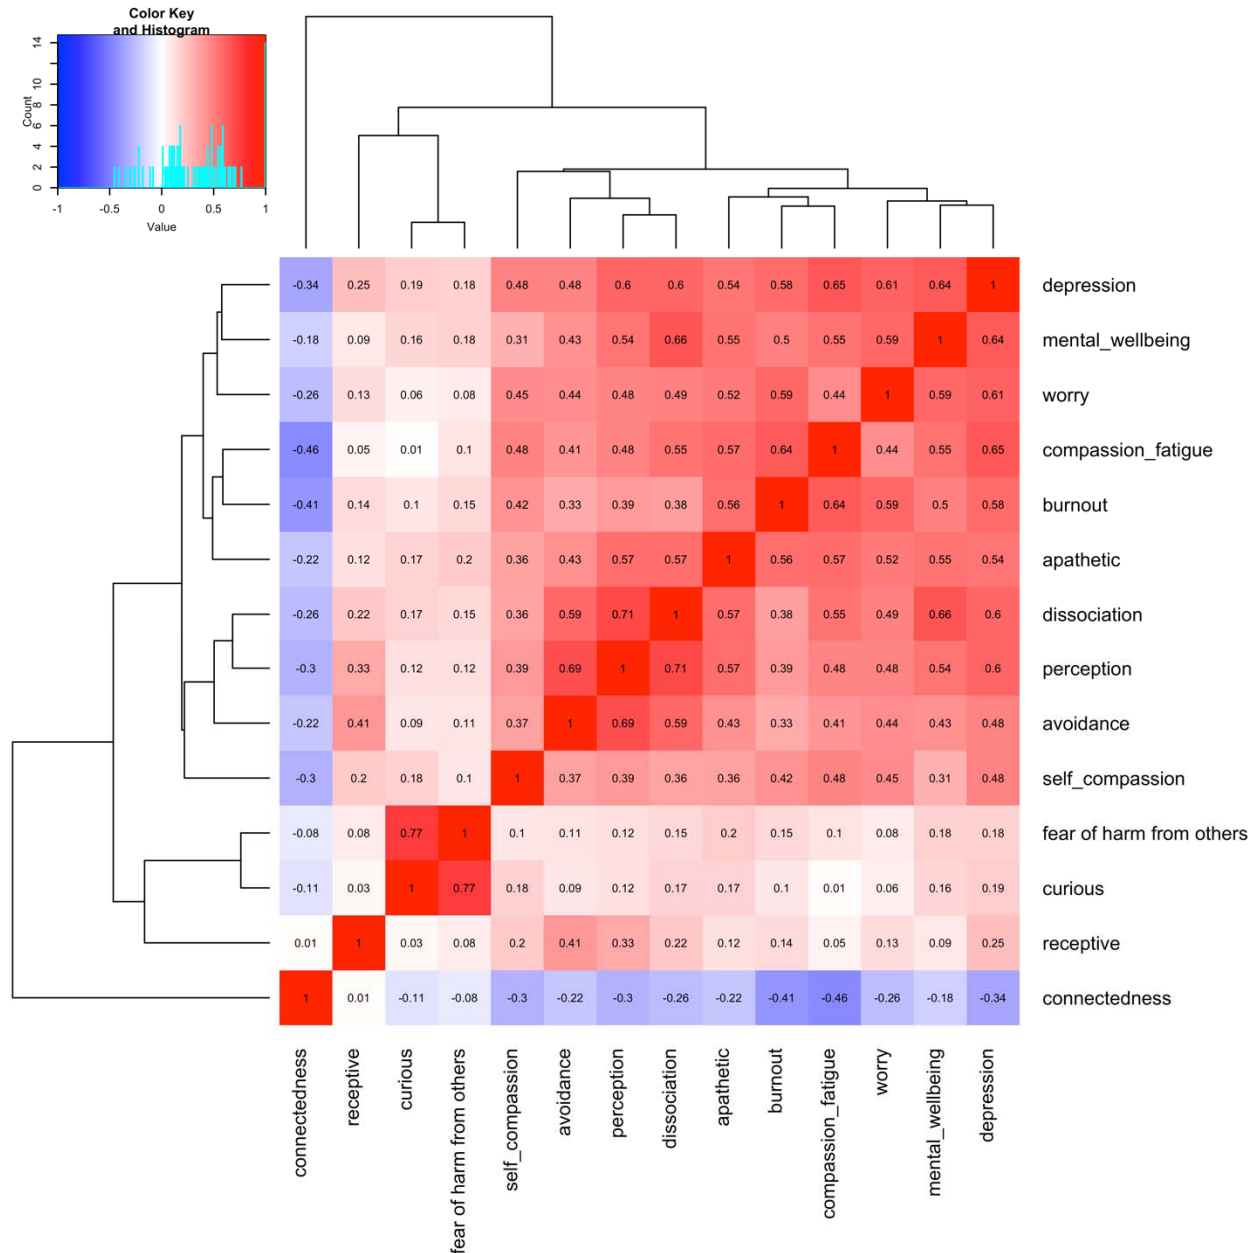 Color Key
and Histogram
Count
0 2 4 6 8 10 14
-1 -0.5 0 0.5 1
Value
-0.34 0.25 0.19 0.18 0.48 0.48 0.6 0.6 0.54 0.58 0.65 0.61 0.64 1 depression
-0.18 0.09 0.16 0.18 0.31 0.43 0.54 0.66 0.55 0.5 0.55 0.59 1 0.64 mental_wellbeing
-0.26 0.13 0.06 0.08 0.45 0.44 0.48 0.49 0.52 0.59 0.44 1 0.59 0.61 worry
-0.46 0.05 0.01 0.1 0.48 0.41 0.48 0.55 0.57 0.64 1 0.44 0.55 0.65 compassion_fatigue
-0.41 0.14 0.1 0.15 0.42 0.33 0.39 0.38 0.56 1 0.64 0.59 0.5 0.58 burnout
-0.22 0.12 0.17 0.2 0.36 0.43 0.57 0.57 1 0.56 0.57 0.52 0.55 0.54 apathetic
-0.26 0.22 0.17 0.15 0.36 0.59 0.71 1 0.57 0.38 0.55 0.49 0.66 0.6 dissociation
-0.3 0.33 0.12 0.12 0.39 0.69 1 0.71 0.57 0.39 0.48 0.48 0.54 0.6 perception
-0.22 0.41 0.09 0.11 0.37 1 0.69 0.59 0.43 0.33 0.41 0.44 0.43 0.48 avoidance
-0.3 0.2 0.18 0.1 1 0.37 0.39 0.36 0.36 0.42 0.48 0.45 0.31 0.48 self_compassion
-0.08 0.08 0.77 1 0.1 0.11 0.12 0.15 0.2 0.15 0.1 0.08 0.18 0.18 fear of harm from others
-0.11 0.03 1 0.77 0.18 0.09 0.12 0.17 0.17 0.1 0.01 0.06 0.16 0.19 curious
0.01 1 0.03 0.08 0.2 0.41 0.33 0.22 0.12 0.14 0.05 0.13 0.09 0.25 receptive
1 0.01 -0.11 -0.08 -0.3 -0.22 -0.3 -0.26 -0.22 -0.41 -0.46 -0.26 -0.18 -0.34 connectedness
connectedness
receptive
curious
fear of harm from others
self_compassion
avoidance
perception
dissociation
apathetic
burnout
compassion_fatigue
worry
mental_wellbeing
depression